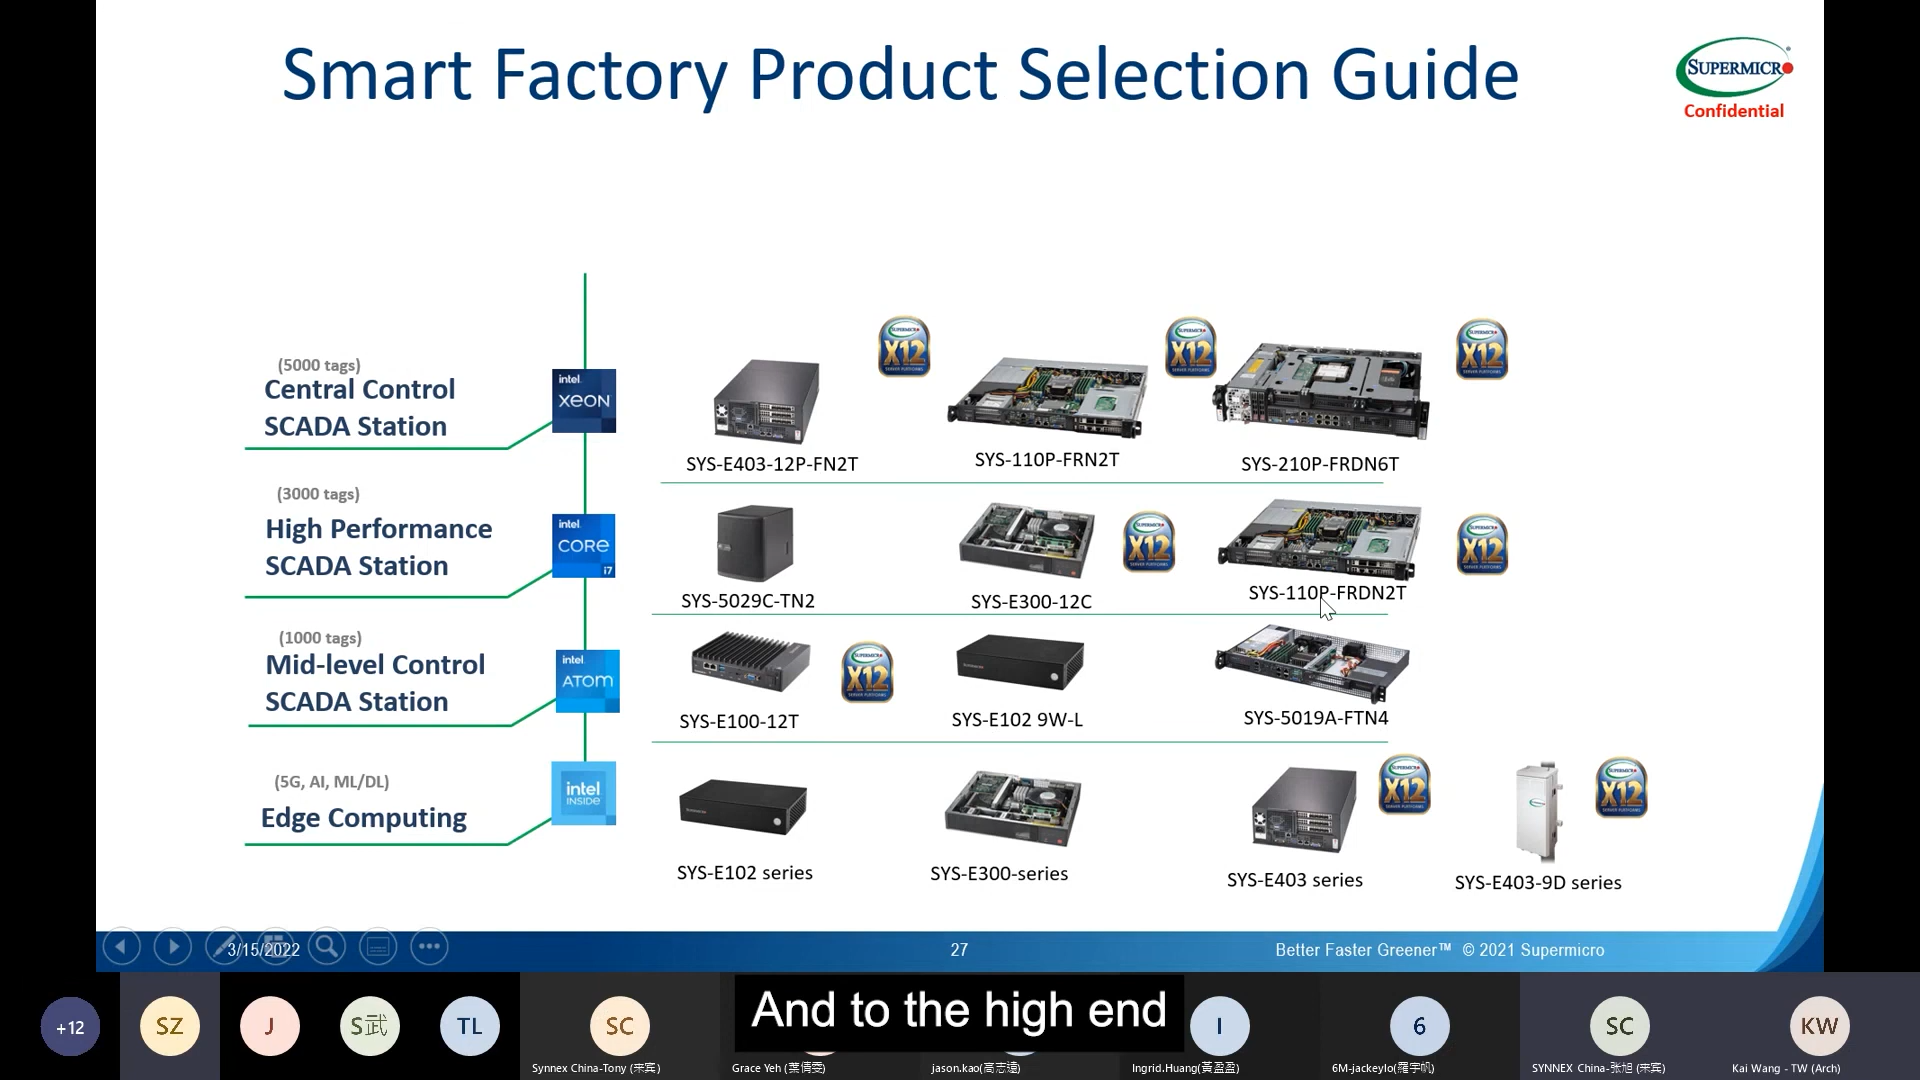 Smart Factory Product Selection Guide
SUPERMICR
Confidential
(5000 tags)
Central Control
SCADA Station
intel
XEON
X12
X12
X12
SYS-E403-12P-FN2T
SYS-110P-FRN2T
SYS-210P-FRDN6T
(3000 tags)
High Performance
SCADA Station
intel
CORE
i7
X12
X12
SYS-5029C-TN2
SYS-E300-12C
SYS-110P-FRDN2T
(1000 tags)
Mid-level Control
SCADA Station
intel
ATOM
X12
SYS-E100-12T
SYS-E102 9W-L
SYS-5019A-FTN4
(5G, AI, ML/DL)
Edge Computing
intel
INSIDE
X12
X12
SYS-E102 series
SYS-E300-series
SYS-E403 series
SYS-E403-9D series
3/15/2022
27
Better Faster Greener™ © 2021 Supermicro
And to the high end
+12
SZ
J
S武
TL
SC
I
6
SC
KW
Synnex China-Tony (宋宾)
Grace Yeh (葉倩雯)
jason.kao(高志遠)
Ingrid.Huang(黃盈盈)
6M-jackeylo(羅宇帆)
SYNNEX China-张旭 (宋宾)
Kai Wang - TW (Arch)